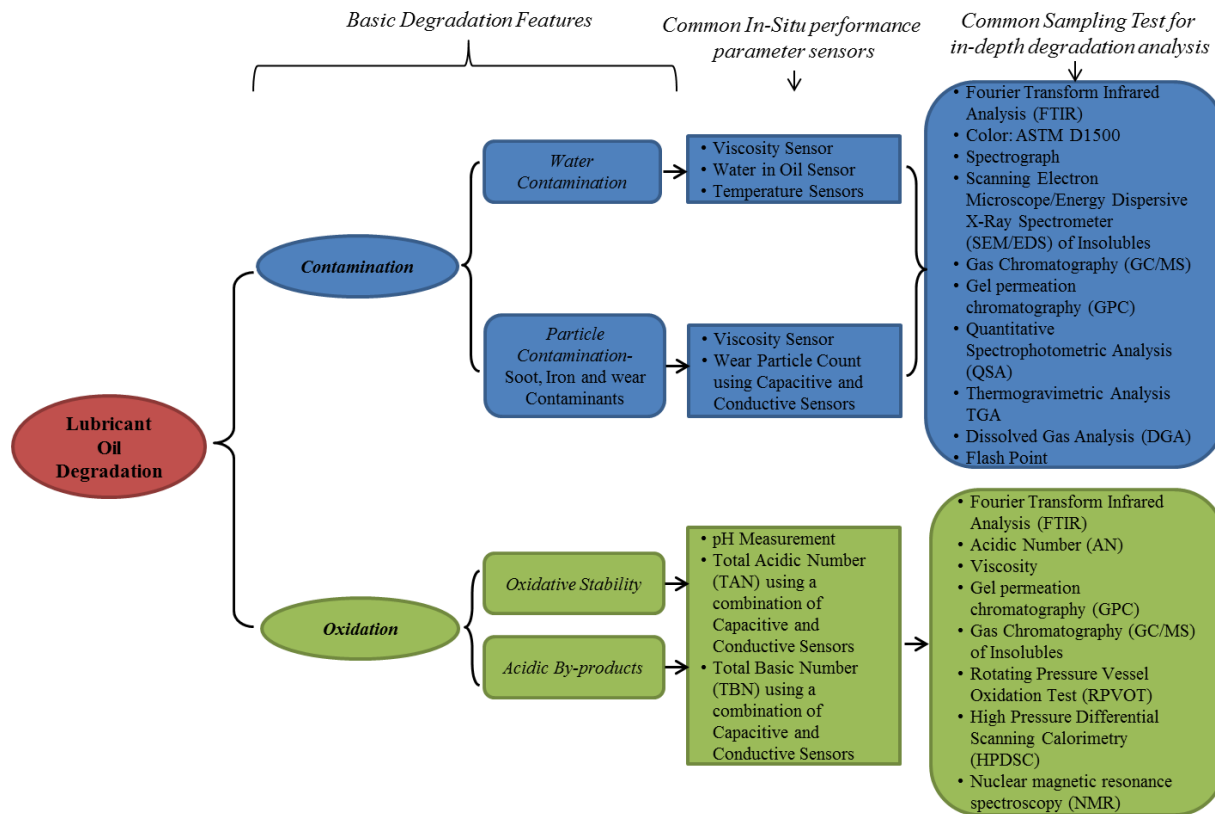 Basic Degradation Features
Common In-Situ performance
parameter sensors
Common Sampling Test for
in-depth degradation analysis
Lubricant
Oil
Degradation
Contamination
Water
Contamination
• Viscosity Sensor
• Water in Oil Sensor
• Temperature Sensors
Particle
Contamination-
Soot, Iron and wear
Contaminants
• Viscosity Sensor
• Wear Particle Count
using Capacitive and
Conductive Sensors
• Fourier Transform Infrared
Analysis (FTIR)
• Color: ASTM D1500
• Spectrograph
• Scanning Electron
Microscope/Energy Dispersive
X-Ray Spectrometer
(SEM/EDS) of Insolubles
• Gas Chromatography (GC/MS)
• Gel permeation
chromatography (GPC)
• Quantitative
Spectrophotometric Analysis
(QSA)
• Thermogravimetric Analysis
TGA
• Dissolved Gas Analysis (DGA)
• Flash Point
Oxidation
Oxidative Stability
Acidic By-products
• pH Measurement
• Total Acidic Number
(TAN) using a
combination of
Capacitive and
Conductive Sensors
• Total Basic Number
(TBN) using a
combination of
Capacitive and
Conductive Sensors
• Fourier Transform Infrared
Analysis (FTIR)
• Acidic Number (AN)
• Viscosity
• Gel permeation
chromatography (GPC)
• Gas Chromatography (GC/MS)
of Insolubles
• Rotating Pressure Vessel
Oxidation Test (RPVOT)
• High Pressure Differential
Scanning Calorimetry
(HPDSC)
• Nuclear magnetic resonance
spectroscopy (NMR)